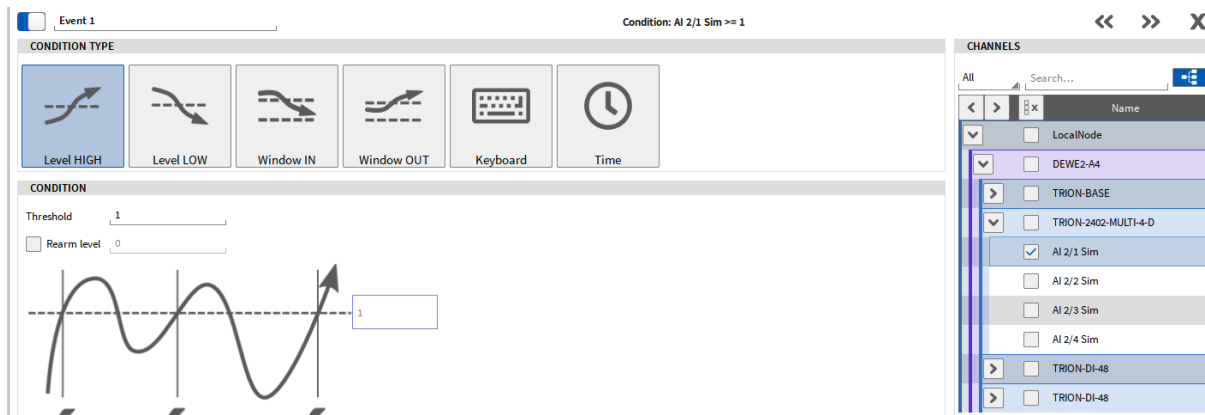 Event 1
Condition: AI 2/1 Sim >= 1
X
CONDITION TYPE
Level HIGH
Level LOW
Window IN
Window OUT
Keyboard
Time
CONDITION
Threshold 1
Rearm level 0
1
CHANNELS
All Search...
x Name
LocalNode
DEWE2-A4
TRION-BASE
TRION-2402-MULTI-4-D
AI 2/1 Sim
AI 2/2 Sim
AI 2/3 Sim
AI 2/4 Sim
TRION-DI-48
TRION-DI-48